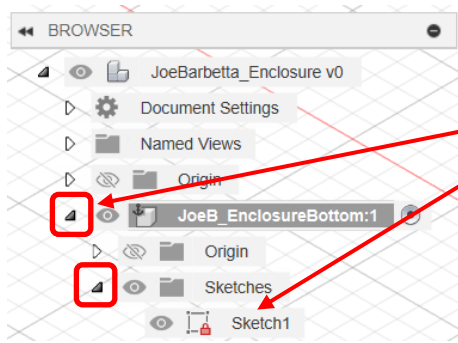 BROWSER
JoeBarbetta_Enclosure v0
Document Settings
Named Views
Origin
JoeB_EnclosureBottom:1
Origin
Sketches
Sketch1